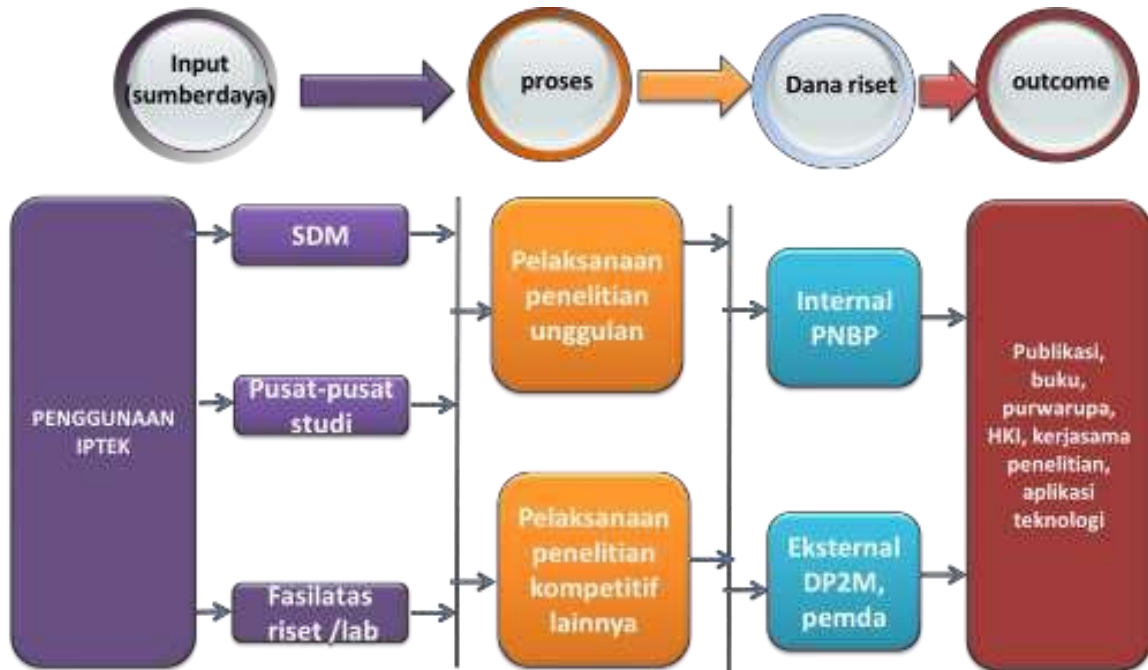 Input
(sumberdaya)
proses
Dana riset
outcome
PENGGUNAAN
IPTEK
SDM
Pusat-pusat
studi
Fasilatas
riset /lab
Pelaksanaan
penelitian
unggulan
Pelaksanaan
penelitian
kompetitif
lainnya
Internal
PNBP
Eksternal
DP2M,
pemda
Publikasi,
buku,
purwarupa,
HKI, kerjasama
penelitian,
aplikasi
teknologi